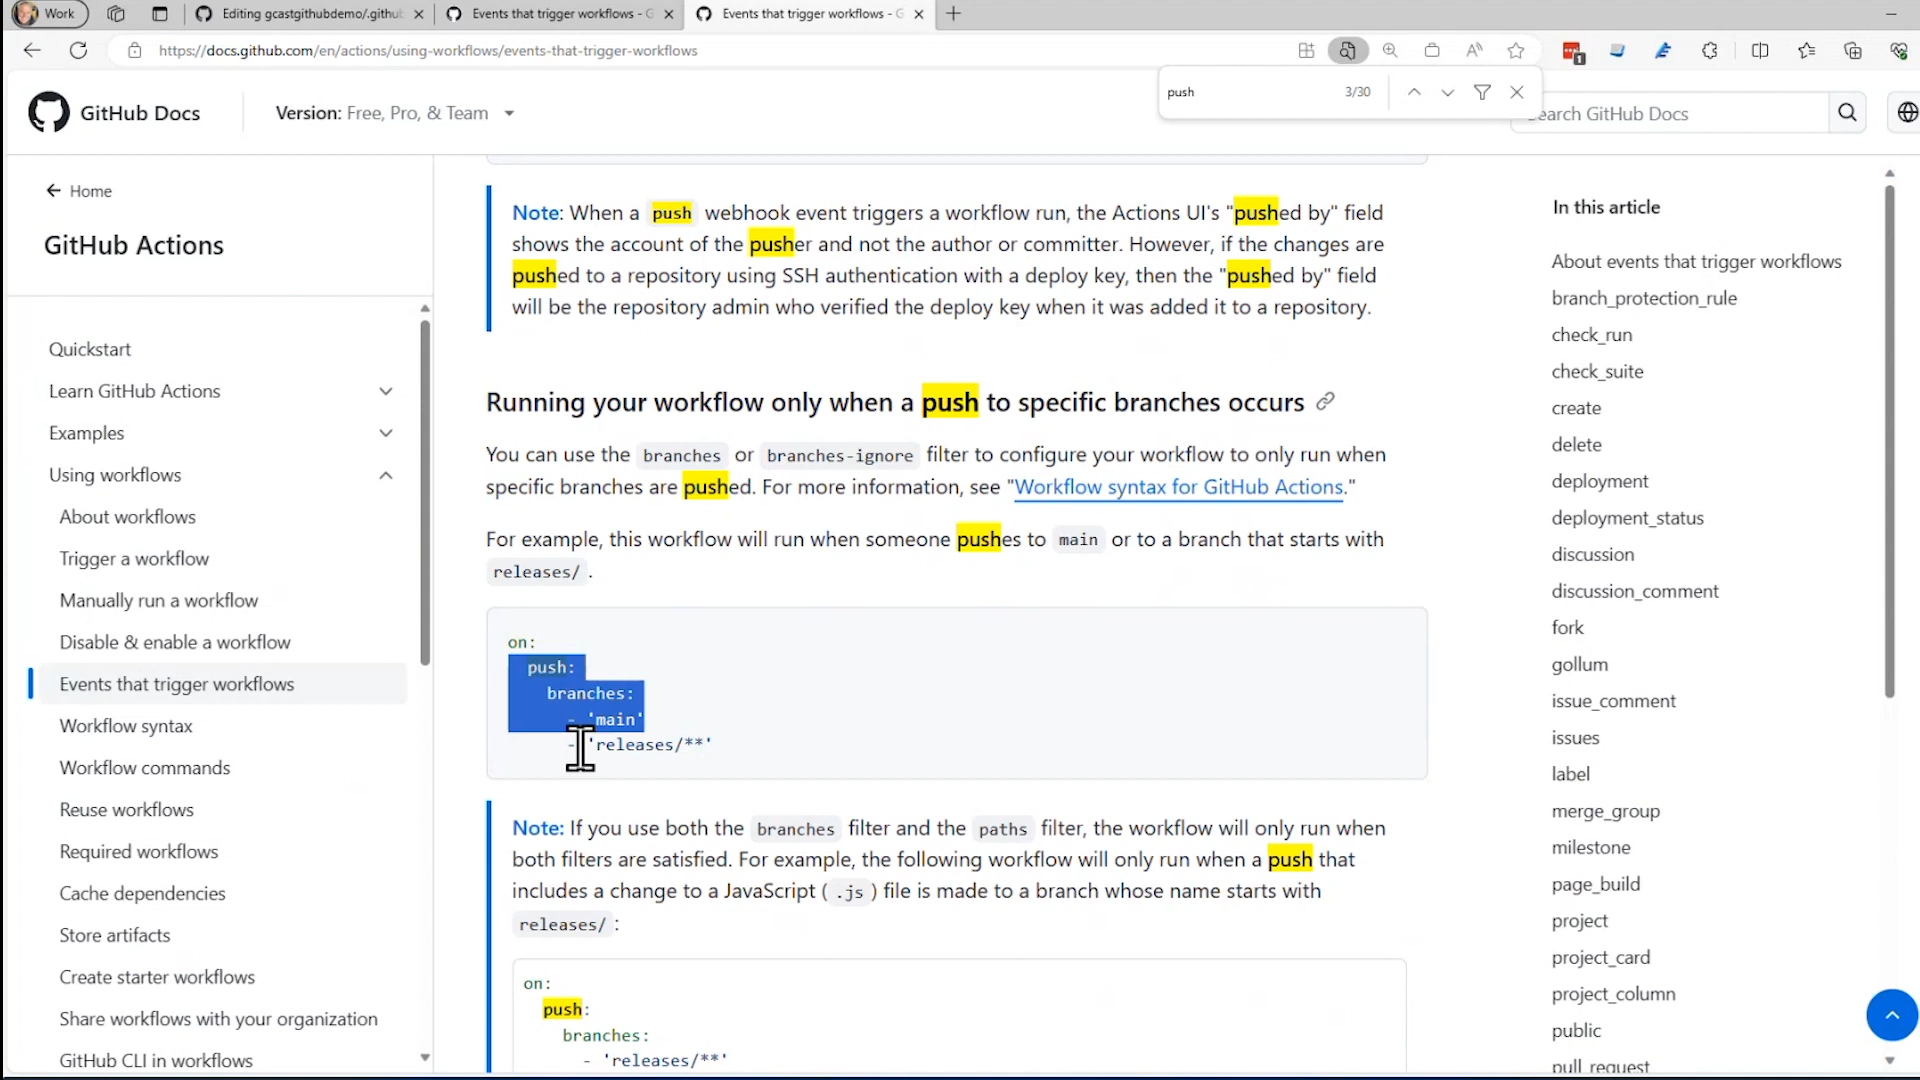 Work
Editing gcastgithubdemo/.github
Events that trigger workflows - G
Events that trigger workflows - G
https://docs.github.com/en/actions/using-workflows/events-that-trigger-workflows
1
push
3/30
GitHub Docs
Version: Free, Pro, & Team
Search GitHub Docs
Home
GitHub Actions
Quickstart
Learn GitHub Actions
Examples
Using workflows
About workflows
Trigger a workflow
Manually run a workflow
Disable & enable a workflow
Events that trigger workflows
Workflow syntax
Workflow commands
Reuse workflows
Required workflows
Cache dependencies
Store artifacts
Create starter workflows
Share workflows with your organization
GitHub CLI in workflows
Note: When a push webhook event triggers a workflow run, the Actions UI's "pushed by" field
shows the account of the pusher and not the author or committer. However, if the changes are
pushed to a repository using SSH authentication with a deploy key, then the "pushed by" field
will be the repository admin who verified the deploy key when it was added it to a repository.
Running your workflow only when a push to specific branches occurs
You can use the branches or branches-ignore filter to configure your workflow to only run when
specific branches are pushed. For more information, see "Workflow syntax for GitHub Actions."
For example, this workflow will run when someone pushes to main or to a branch that starts with
releases/ .
on:
push:
branches:
- 'main'
- 'releases/**'
Note: If you use both the branches filter and the paths filter, the workflow will only run when
both filters are satisfied. For example, the following workflow will only run when a push that
includes a change to a JavaScript ( .js ) file is made to a branch whose name starts with
releases/ :
on:
push:
branches:
- 'releases/**'
In this article
About events that trigger workflows
branch_protection_rule
check_run
check_suite
create
delete
deployment
deployment_status
discussion
discussion_comment
fork
gollum
issue_comment
issues
label
merge_group
milestone
page_build
project
project_card
project_column
public
pull_request